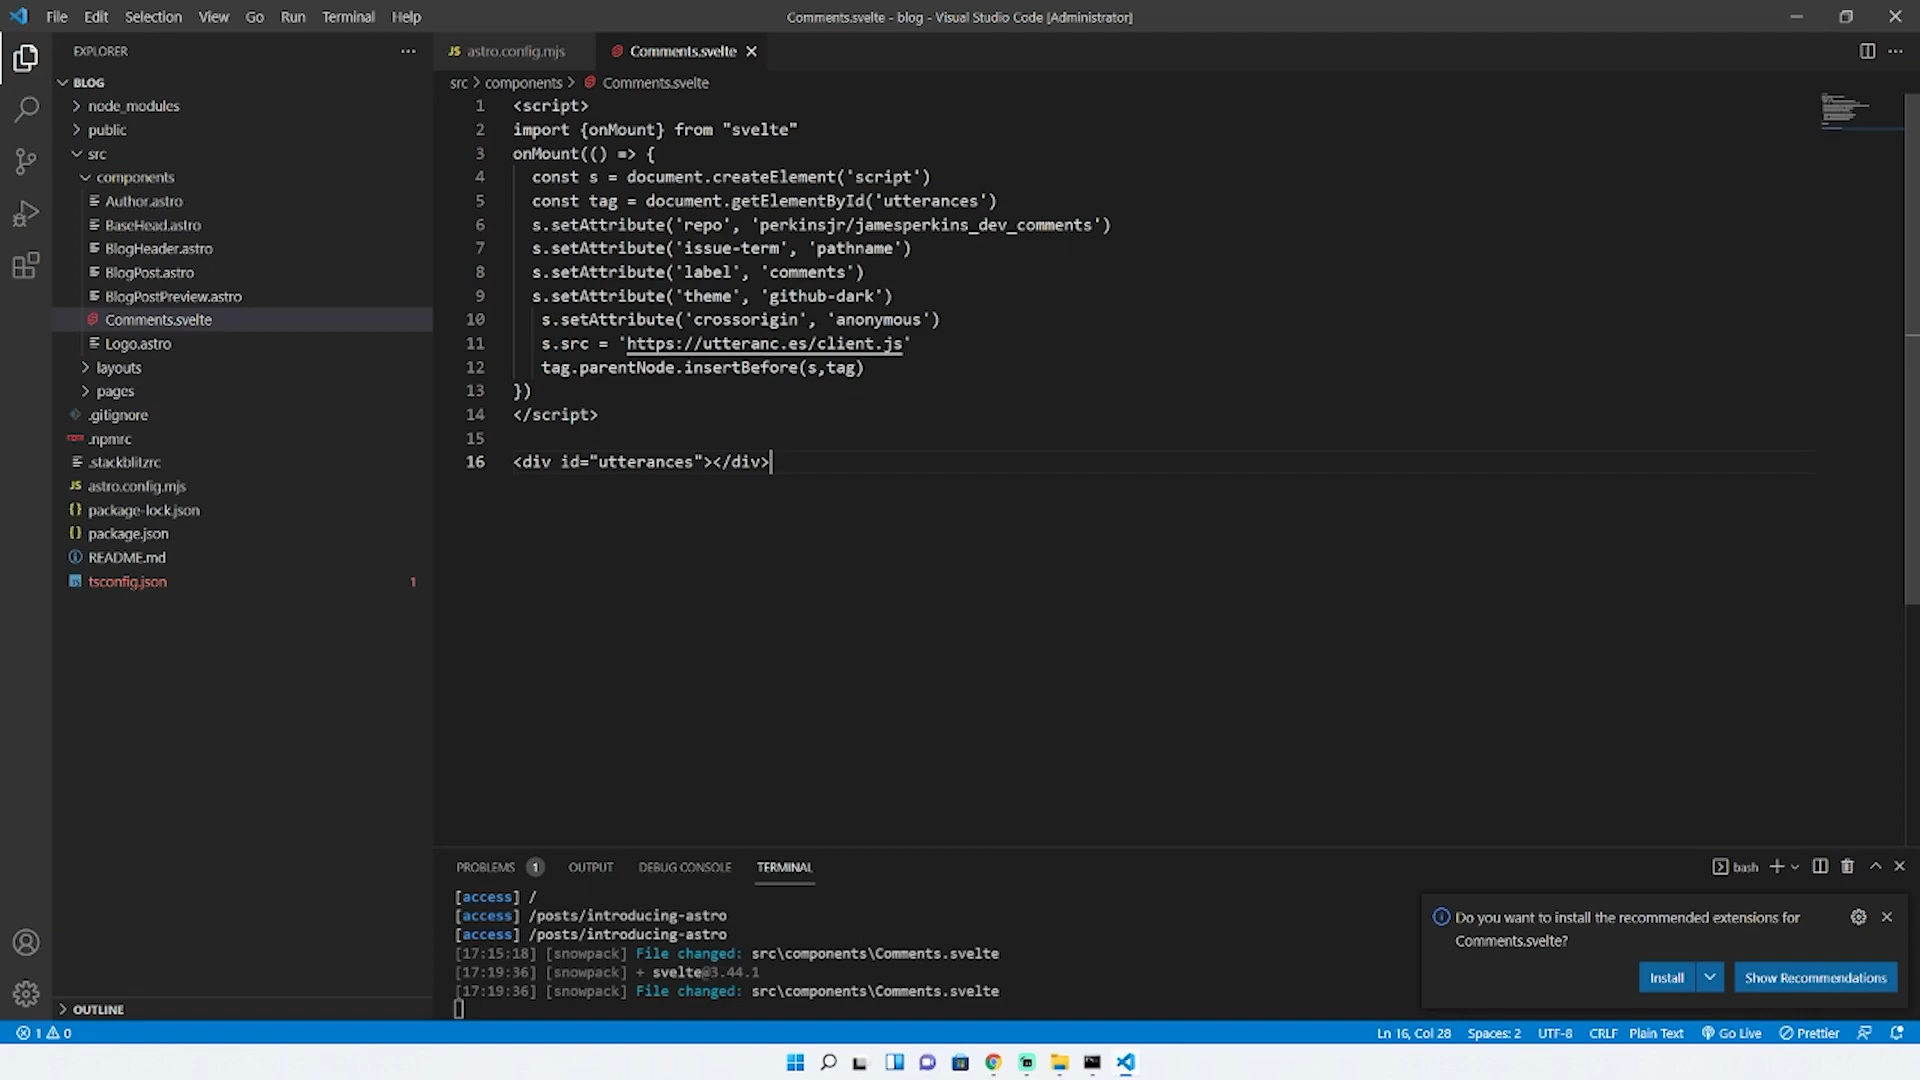 File Edit Selection View Go Run Terminal Help
Comments.svelte - blog - Visual Studio Code [Administrator]
EXPLORER
BLOG
node_modules
public
src
components
Author.astro
BaseHead.astro
BlogHeader.astro
BlogPost.astro
BlogPostPreview.astro
Comments.svelte
Logo.astro
layouts
pages
.gitignore
.npmrc
.stackblitzrc
JS astro.config.mjs
{} package-lock.json
{} package.json
README.md
tsconfig.json 1
OUTLINE
JS astro.config.mjs
Comments.svelte
src > components > Comments.svelte
1 <script>
2 import {onMount} from "svelte"
3 onMount(() => {
4 const s = document.createElement('script')
5 const tag = document.getElementById('utterances')
6 s.setAttribute('repo', 'perkinsjr/jamesperkins_dev_comments')
7 s.setAttribute('issue-term', 'pathname')
8 s.setAttribute('label', 'comments')
9 s.setAttribute('theme', 'github-dark')
10 s.setAttribute('crossorigin', 'anonymous')
11 s.src = 'https://utteranc.es/client.js'
12 tag.parentNode.insertBefore(s,tag)
13 })
14 </script>
15
16 <div id="utterances"></div>
PROBLEMS 1 OUTPUT DEBUG CONSOLE TERMINAL
bash
[access] /
[access] /posts/introducing-astro
[access] /posts/introducing-astro
[17:15:18] [snowpack] File changed: src\components\Comments.svelte
[17:19:36] [snowpack] + svelte@3.44.1
[17:19:36] [snowpack] File changed: src\components\Comments.svelte
Do you want to install the recommended extensions for
Comments.svelte?
Install
Show Recommendations
1 0
Ln 16, Col 28 Spaces: 2 UTF-8 CRLF Plain Text Go Live Prettier